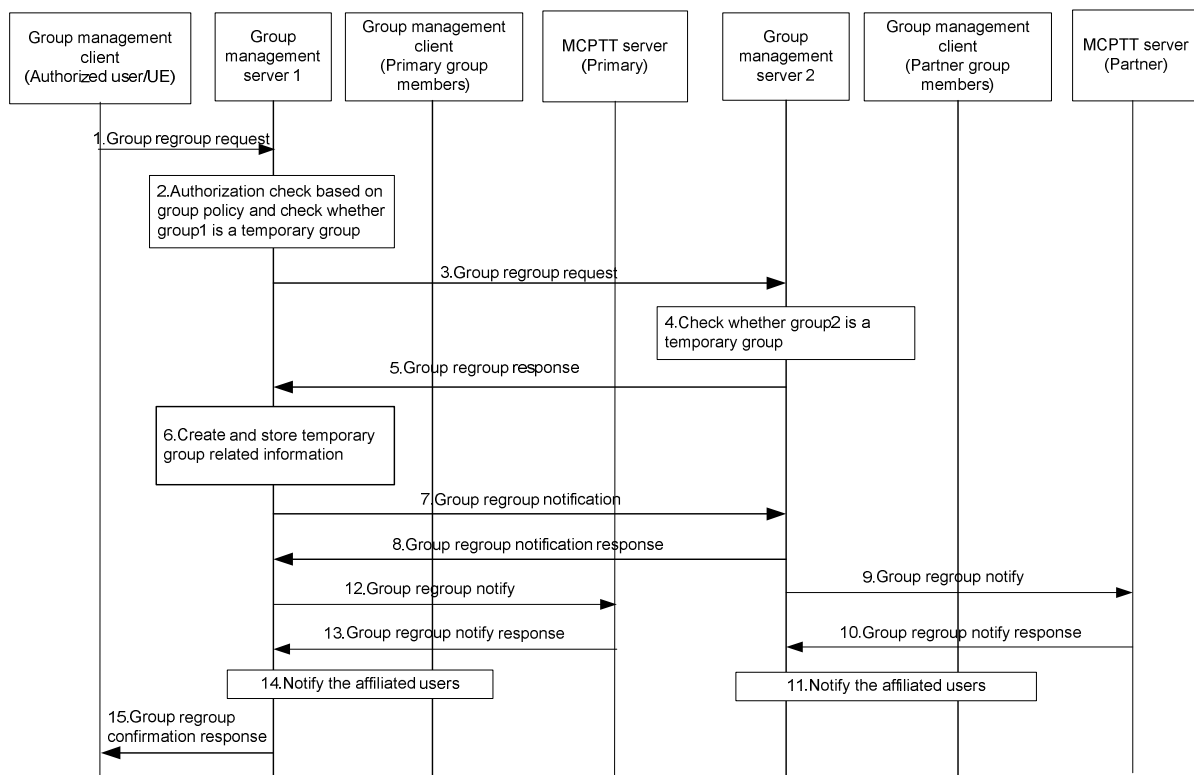 Group management
client
(Authorized user/UE)
Group
management
server 1
Group management
client
(Primary group
members)
MCPTT server
(Primary)
Group
management
server 2
Group management
client
(Partner group
members)
MCPTT server
(Partner)
1.Group regroup request
2.Authorization check based on
group policy and check whether
group1 is a temporary group
3.Group regroup request
4.Check whether group2 is a
temporary group
5.Group regroup response
6.Create and store temporary
group related information
7.Group regroup notification
8.Group regroup notification response
9.Group regroup notify
12.Group regroup notify
13.Group regroup notify response
10.Group regroup notify response
14.Notify the affiliated users
11.Notify the affiliated users
15.Group regroup
confirmation response